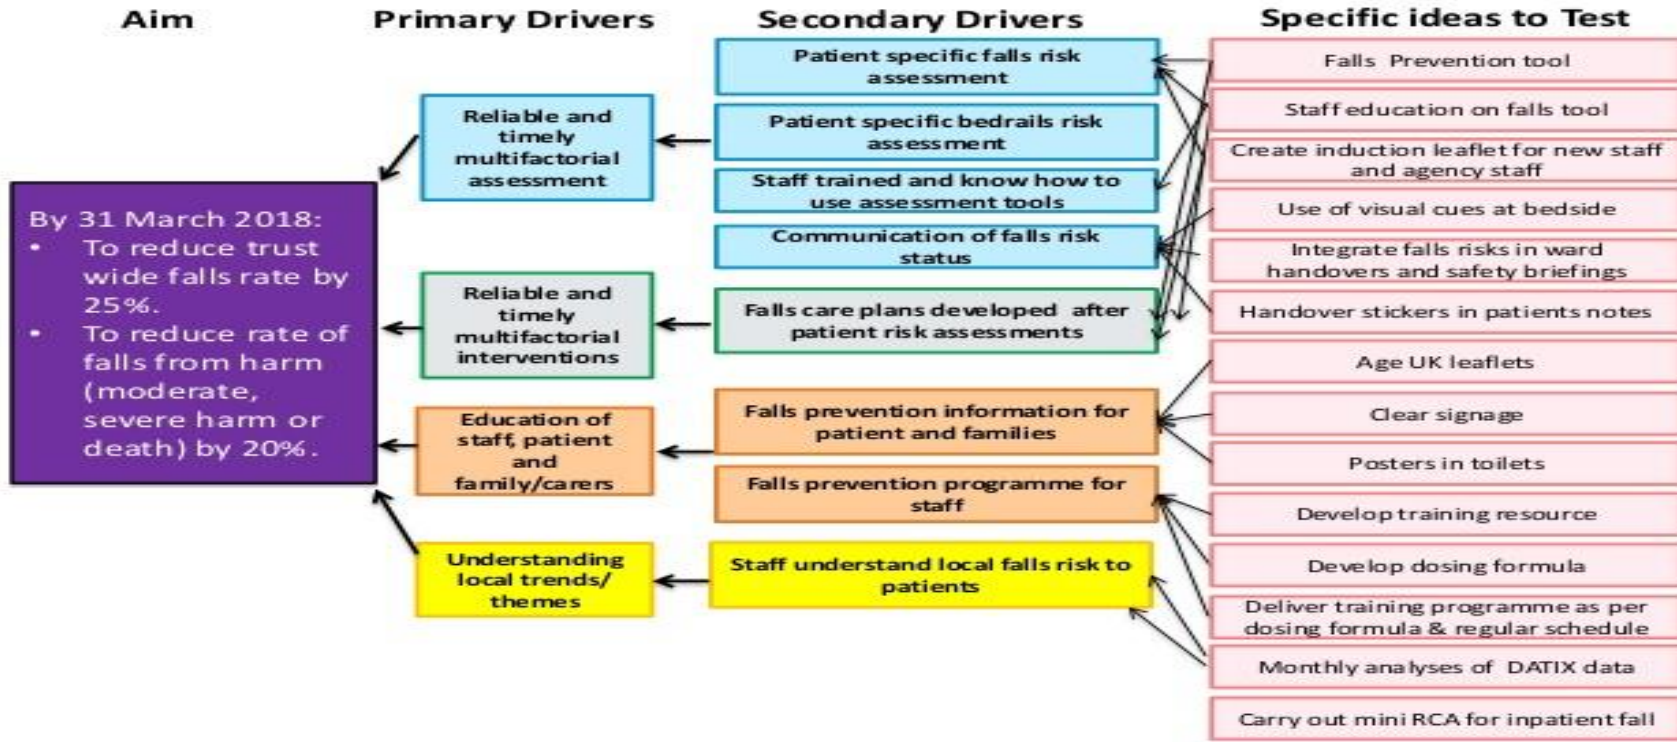 Aim
Primary Drivers
Secondary Drivers
Specific ideas to Test
By 31 March 2018:
• To reduce trust
wide falls rate by
25%.
• To reduce rate of
falls from harm
(moderate,
severe harm or
death) by 20%.
Reliable and
timely
multifactorial
assessment
Reliable and
timely
multifactorial
interventions
Education of
staff, patient
and
family/carers
Understanding
local trends/
themes
Patient specific falls risk
assessment
Patient specific bedrails risk
assessment
Staff trained and know how to
use assessment tools
Communication of falls risk
status
Falls care plans developed after
patient risk assessments
Falls prevention information for
patient and families
Falls prevention programme for
staff
Staff understand local falls risk to
patients
Falls Prevention tool
Staff education on falls tool
Create induction leaflet for new staff
and agency staff
Use of visual cues at bedside
Integrate falls risks in ward
handovers and safety briefings
Handover stickers in patients notes
Age UK leaflets
Clear signage
Posters in toilets
Develop training resource
Develop dosing formula
Deliver training programme as per
dosing formula & regular schedule
Monthly analyses of DATIX data
Carry out mini RCA for inpatient fall